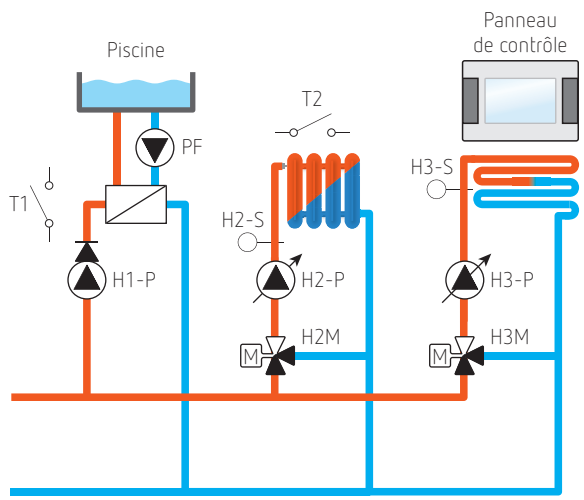 Panneau
de contrôle
Piscine
T2
PF
H3-S
T1
H2-S
H1-P
H2-P
H3-P
H2M
H3M
M
M